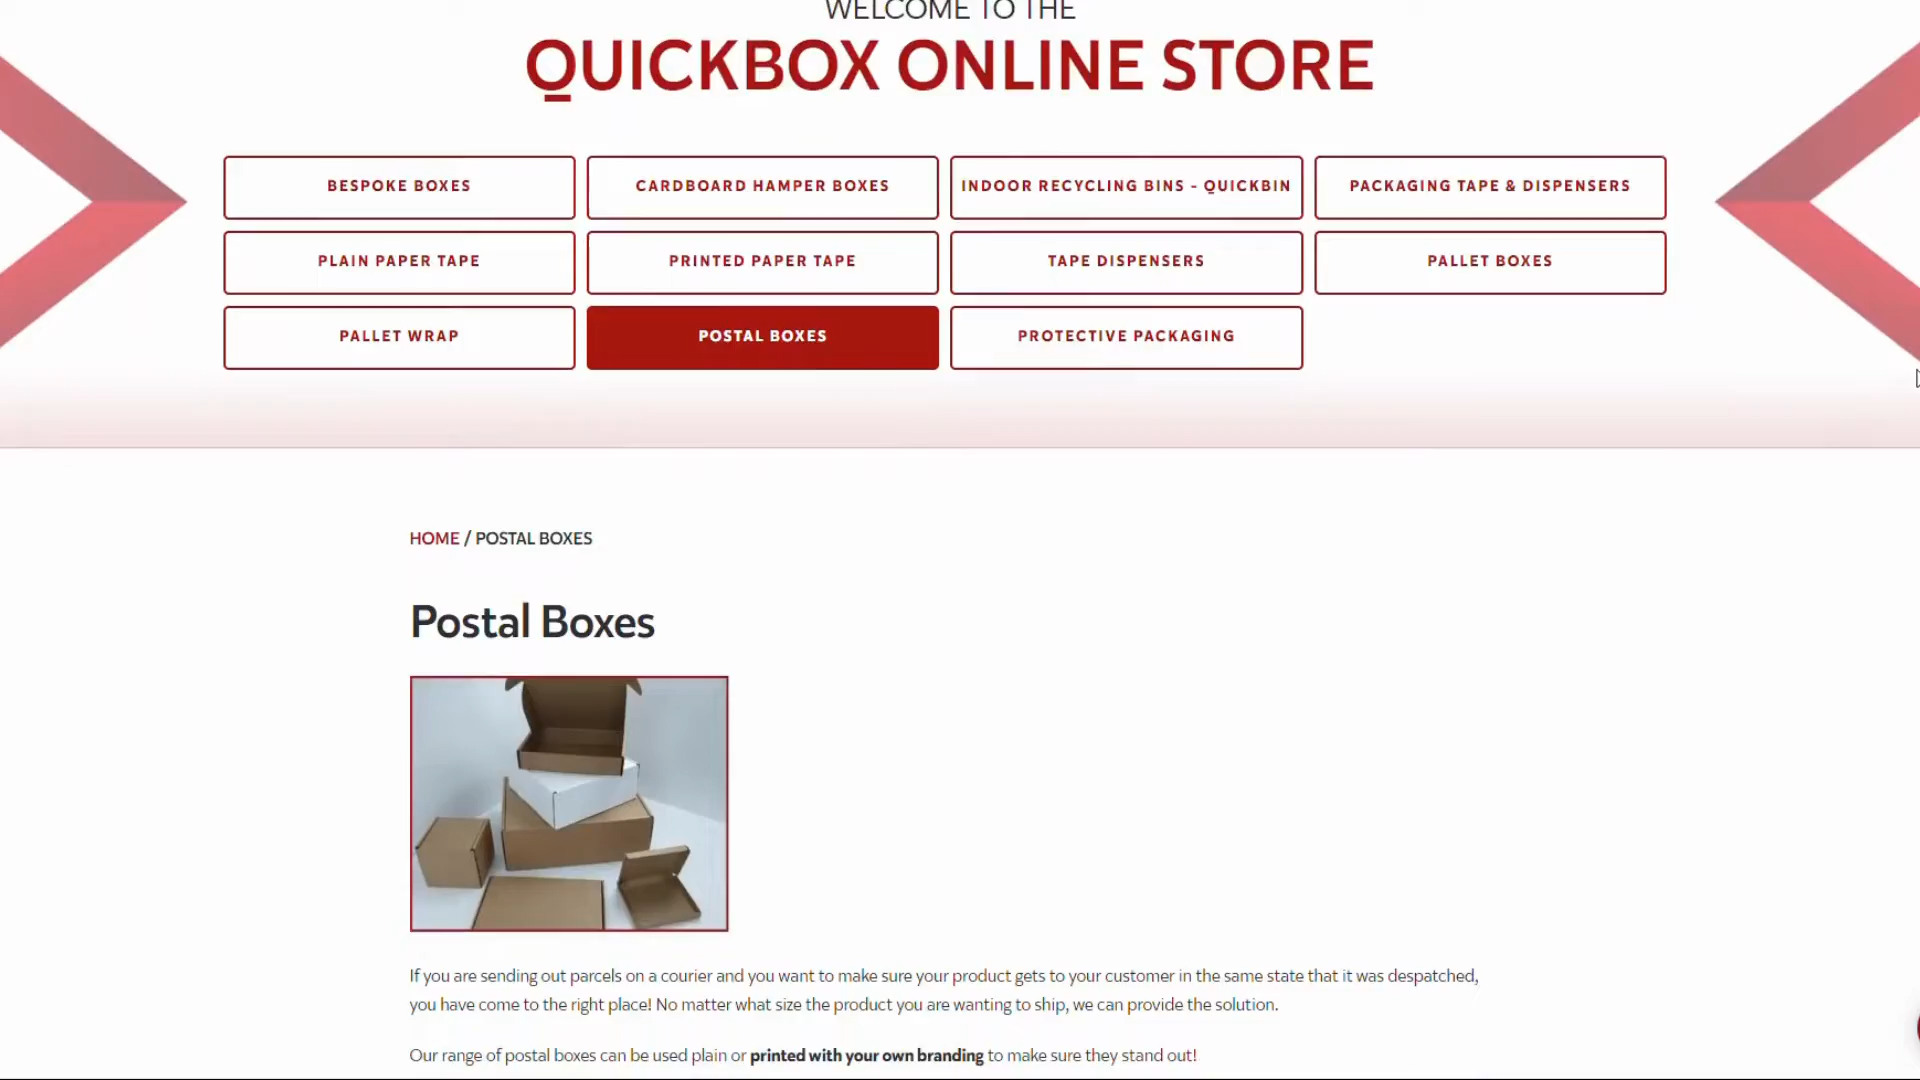 WELCOME TO THE
QUICKBOX ONLINE STORE
BESPOKE BOXES
CARDBOARD HAMPER BOXES
INDOOR RECYCLING BINS - QUICKBIN
PACKAGING TAPE & DISPENSERS
PLAIN PAPER TAPE
PRINTED PAPER TAPE
TAPE DISPENSERS
PALLET BOXES
PALLET WRAP
POSTAL BOXES
PROTECTIVE PACKAGING
HOME / POSTAL BOXES
Postal Boxes
If you are sending out parcels on a courier and you want to make sure your product gets to your customer in the same state that it was despatched,
you have come to the right place! No matter what size the product you are wanting to ship, we can provide the solution.
Our range of postal boxes can be used plain or printed with your own branding to make sure they stand out!